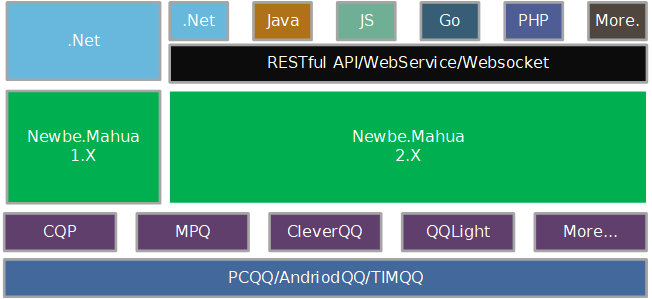 .Net
.Net
Java
JS
Go
PHP
More.
RESTful API/WebService/Websocket
Newbe.Mahua
1.X
Newbe.Mahua
2.X
CQP
MPQ
CleverQQ
QQLight
More...
PCQQ/AndriodQQ/TIMQQ